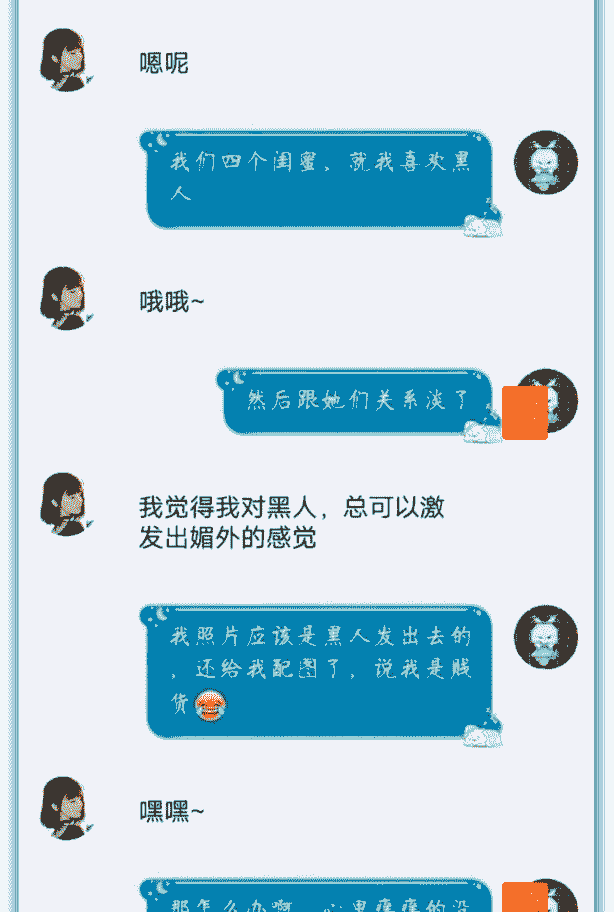 嗯呢
我们四个闺蜜，就我喜欢黑
人
哦哦~
然后跟她们关系淡了
我觉得我对黑人，总可以激
发出媚外的感觉
我照片应该是黑人发出去的
，还给我配图了，说我是贱
货
嘿嘿~
那怎么办啊，心里痒痒的没